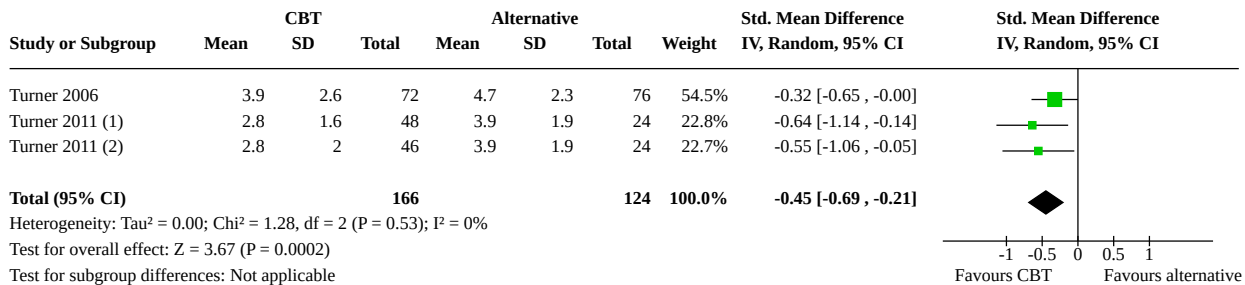 CBT Alternative Std. Mean Difference Std. Mean Difference
Study or Subgroup Mean SD Total Mean SD Total Weight IV, Random, 95% CI IV, Random, 95% CI
Turner 2006 3.9 2.6 72 4.7 2.3 76 54.5% -0.32 [-0.65 , -0.00]
Turner 2011 (1) 2.8 1.6 48 3.9 1.9 24 22.8% -0.64 [-1.14 , -0.14]
Turner 2011 (2) 2.8 2 46 3.9 1.9 24 22.7% -0.55 [-1.06 , -0.05]
Total (95% CI) 166 124 100.0% -0.45 [-0.69 , -0.21]
Heterogeneity: Tau² = 0.00; Chi² = 1.28, df = 2 (P = 0.53); I² = 0%
Test for overall effect: Z = 3.67 (P = 0.0002) -1 -0.5 0 0.5 1
Test for subgroup differences: Not applicable Favours CBT Favours alternative